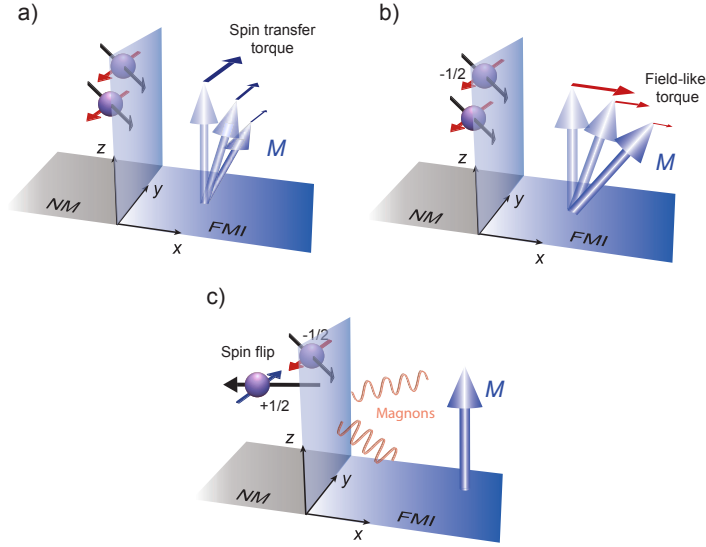 a)
Spin transfer
torque
M
z
y
x
NM
FMI
b)
-1/2
Field-like
torque
M
z
y
x
NM
FMI
c)
-1/2
Spin flip
+1/2
M
Magnons
z
y
x
NM
FMI